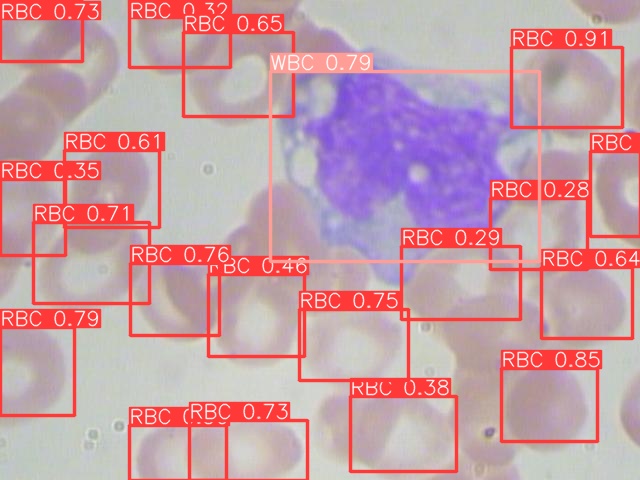 RBC 0.73
RBC 0.32
RBC 0.65
RBC 0.91
WBC 0.79
RBC 0.61
RBC
RBC 0.35
RBC 0.28
RBC 0.71
RBC 0.29
RBC 0.76
RBC 0.46
RBC 0.64
RBC 0.75
RBC 0.79
RBC 0.85
RBC 0.38
RBC
RBC 0.73